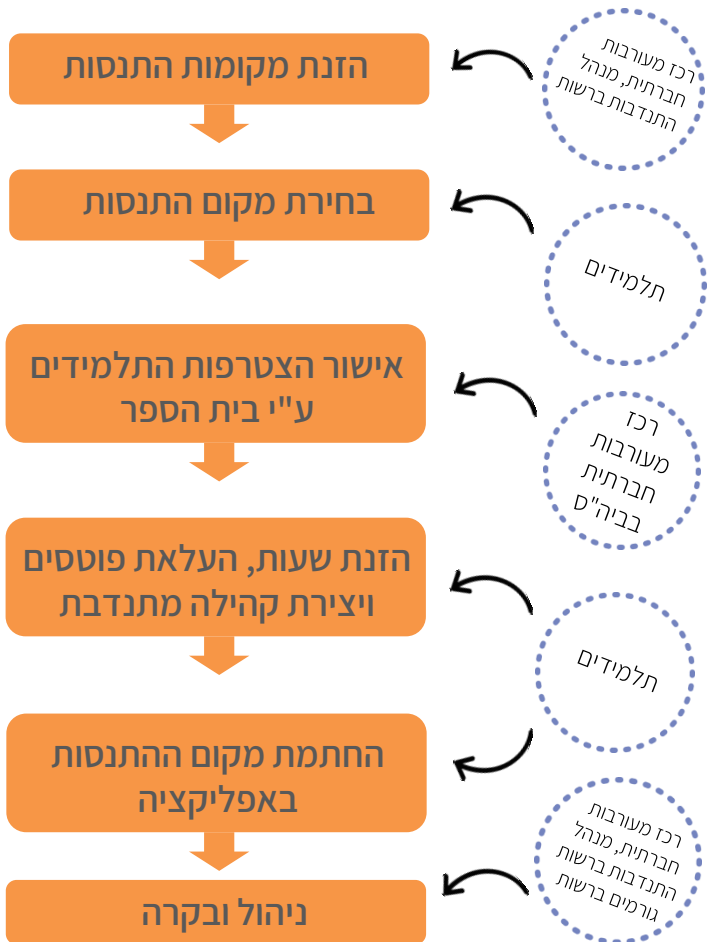 הזנת מקומות התנסות
רכז מעורבות
חברתית, מנהל
התנדבות ברשות
בחירת מקום התנסות
תלמידים
אישור הצטרפות התלמידים
ע"י בית הספר
רכז
מעורבות
חברתית
בביה"ס
הזנת שעות, העלאת פוטסים
ויצירת קהילה מתנדבת
תלמידים
החתמת מקום ההתנסות
באפליקציה
רכז מעורבות
חברתית, מנהל
התנדבות ברשות
גורמים ברשות
ניהול ובקרה